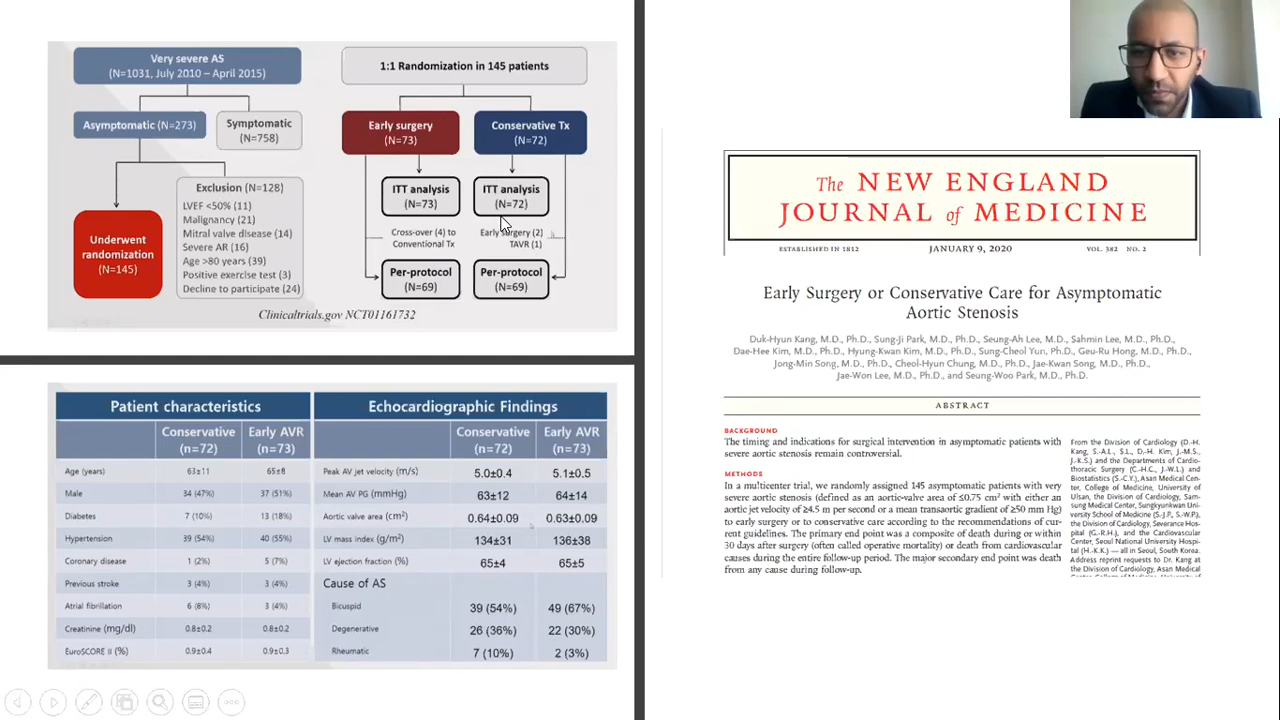 Very severe AS
(N=1031, July 2010 – April 2015)
Asymptomatic (N=273)
Symptomatic
(N=758)
Underwent
randomization
(N=145)
Exclusion (N=128)
LVEF <50% (11)
Malignancy (21)
Mitral valve disease (14)
Severe AR (16)
Age >80 years (39)
Positive exercise test (3)
Decline to participate (24)
1:1 Randomization in 145 patients
Early surgery
(N=73)
Conservative Tx
(N=72)
ITT analysis
(N=73)
ITT analysis
(N=72)
Cross-over (4) to
Conventional Tx
Early surgery (2)
TAVR (1)
Per-protocol
(N=69)
Per-protocol
(N=69)
Clinicaltrials.gov NCT01161732
Patient characteristics
Conservative
(n=72)
Early AVR
(n=73)
Age (years) 63±11 65±8
Male 34 (47%) 37 (51%)
Diabetes 7 (10%) 13 (18%)
Hypertension 39 (54%) 40 (55%)
Coronary disease 1 (2%) 5 (7%)
Previous stroke 3 (4%) 3 (4%)
Atrial fibrillation 6 (8%) 3 (4%)
Creatinine (mg/dl) 0.8±0.2 0.8±0.2
EuroSCORE II (%) 0.9±0.4 0.9±0.3
Echocardiographic Findings
Conservative
(n=72)
Early AVR
(n=73)
Peak AV jet velocity (m/s) 5.0±0.4 5.1±0.5
Mean AV PG (mmHg) 63±12 64±14
Aortic valve area (Mm²) 0.64±0.09 0.63±0.09
LV mass index (g/m²) 134±31 136±38
LV ejection fraction (%) 65±4 65±5
Cause of AS
Bicuspid 39 (54%) 49 (67%)
Degenerative 26 (36%) 22 (30%)
Rheumatic 7 (10%) 2 (3%)
The NEW ENGLAND
JOURNAL of MEDICINE
ESTABLISHED IN 1812 JANUARY 9, 2020 VOL. 382 NO. 2
Early Surgery or Conservative Care for Asymptomatic
Aortic Stenosis
Duk-Hyun Kang, M.D., Ph.D., Sung-Ji Park, M.D., Ph.D., Seung-Ah Lee, M.D., Sahmin Lee, M.D., Ph.D.,
Dae-Hee Kim, M.D., Ph.D., Hyung-Kwan Kim, M.D., Ph.D., Sung-Cheol Yun, Ph.D., Geu-Ru Hong, M.D., Ph.D.,
Jong-Min Song, M.D., Ph.D., Cheol-Hyun Chung, M.D., Ph.D., Jae-Kwan Song, M.D., Ph.D.,
Jae-Won Lee, M.D., Ph.D., and Seung-Woo Park, M.D., Ph.D.
ABSTRACT
BACKGROUND
The timing and indications for surgical intervention in asymptomatic patients with
severe aortic stenosis remain controversial.
METHODS
In a multicenter trial, we randomly assigned 145 asymptomatic patients with very
severe aortic stenosis (defined as an aortic-valve area of ≤0.75 cm² with either an
aortic jet velocity of ≥4.5 m per second or a mean transaortic gradient of ≥50 mm Hg)
to early surgery or to conservative care according to the recommendations of cur-
rent guidelines. The primary end point was a composite of death during or within
30 days after surgery (often called operative mortality) or death from cardiovascular
causes during the entire follow-up period. The major secondary end point was death
from any cause during follow-up.
From the Division of Cardiology (D.-H.
Kang, S.-A.L., S.L., D.-H. Kim, J.-M.S.,
J.-K.S.) and the Departments of Cardio-
thoracic Surgery (C.-H.C., J.-W.L.) and
Biostatistics (S.-C.Y.), Asan Medical Cen-
ter, College of Medicine, University of
Ulsan, the Division of Cardiology, Sam-
sung Medical Center, Sungkyunkwan Uni-
versity School of Medicine (S.-J.P., S.-W.P.),
the Division of Cardiology, Severance Hos-
pital (G.-R.H.), and the Cardiovascular
Center, Seoul National University Hospi-
tal (H.-K.K.) — all in Seoul, South Korea.
Address reprint requests to Dr. Kang at
the Division of Cardiology, Asan Medical